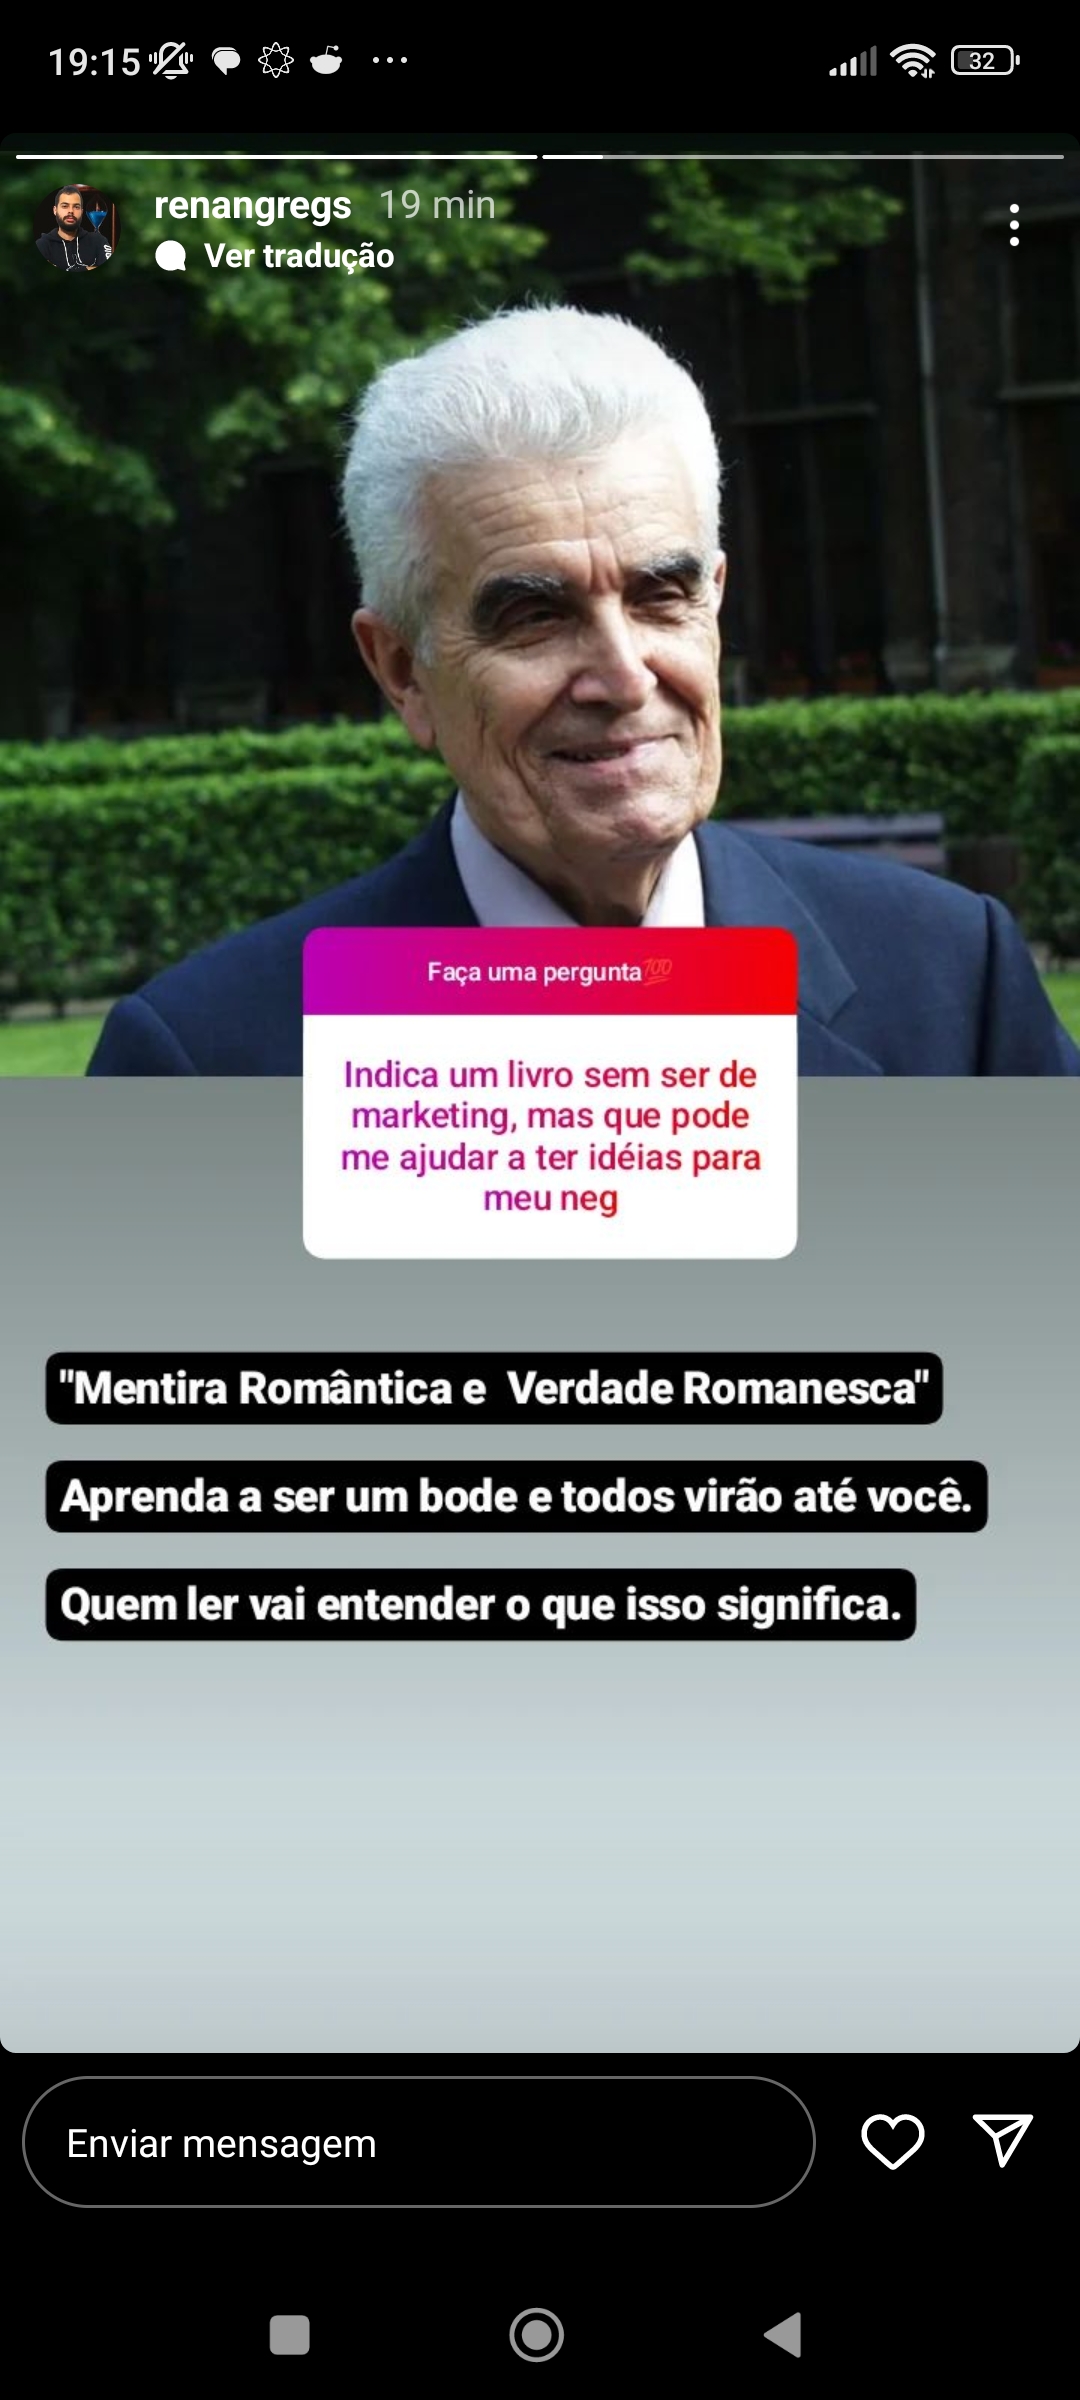 19:15
32
renangregs 19 min
Ver tradução
Faça uma pergunta💯
Indica um livro sem ser de
marketing, mas que pode
me ajudar a ter idéias para
meu neg
"Mentira Romântica e  Verdade Romanesca"
Aprenda a ser um bode e todos virão até você.
Quem ler vai entender o que isso significa.
Enviar mensagem